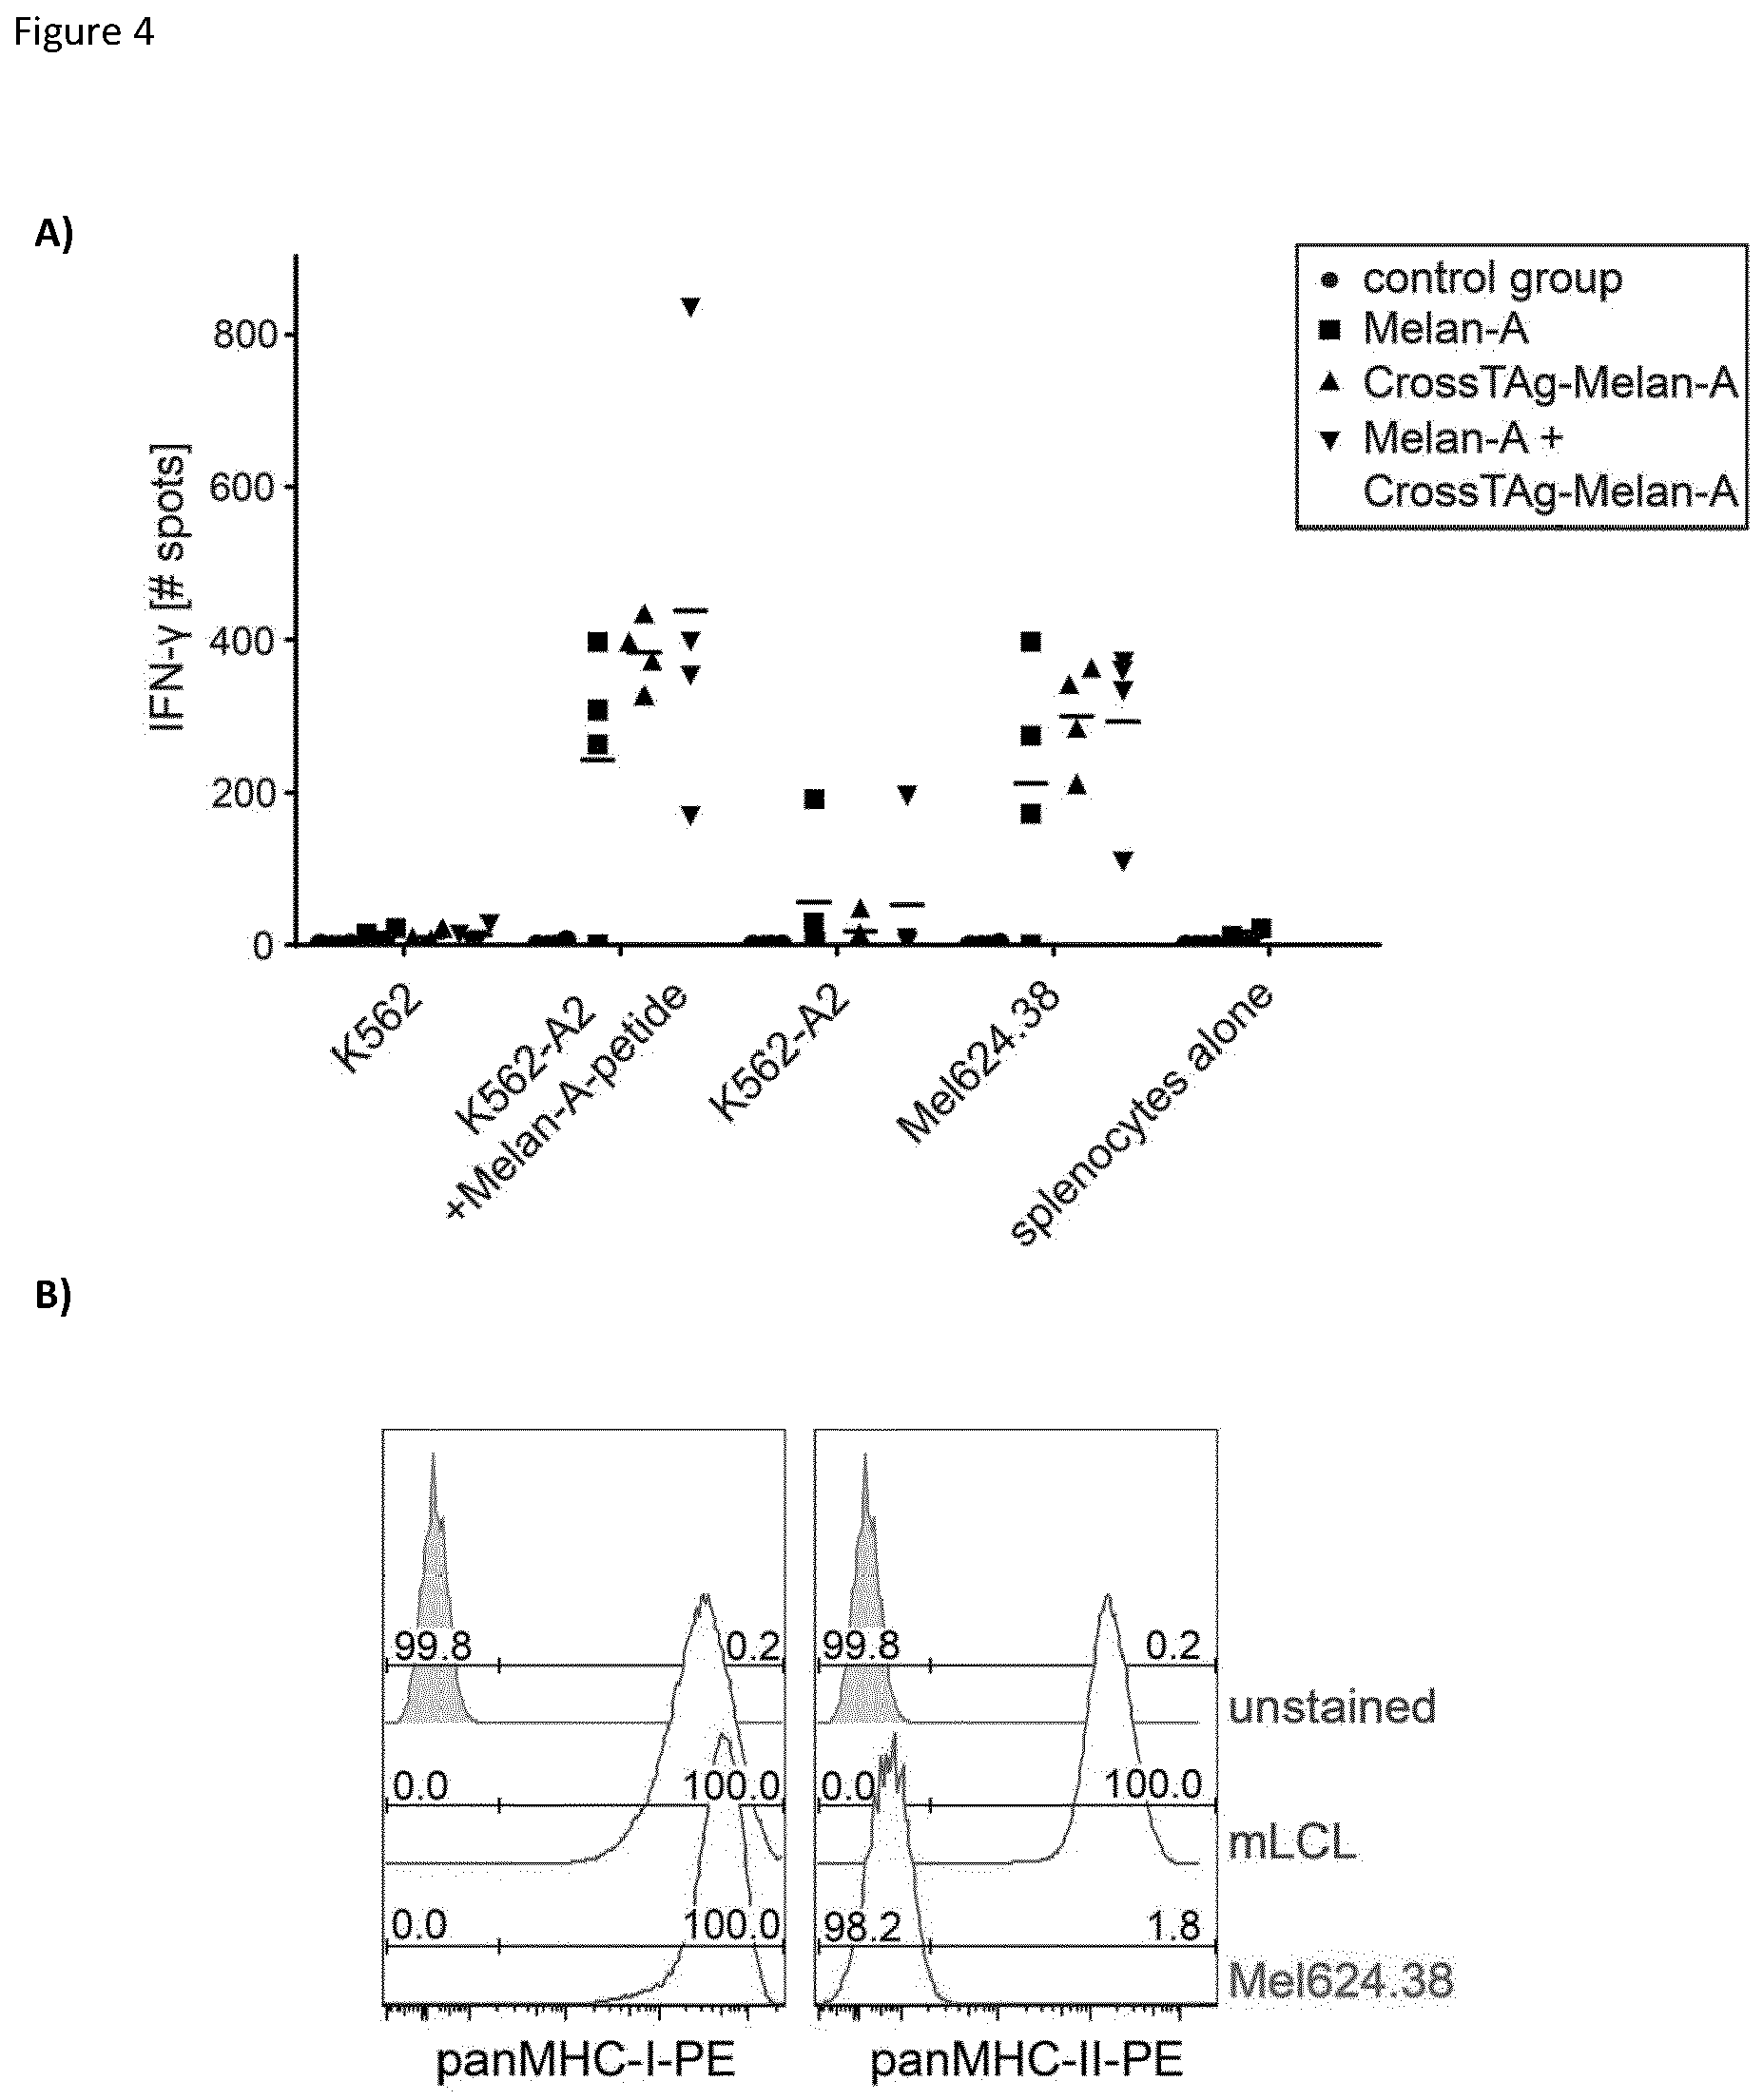 Figure 4
A)
control group
Melan-A
CrossTAg-Melan-A
Melan-A +
CrossTAg-Melan-A
IFN-γ [# spots]
800
600
400
200
0
K562
K562-A2
+Melan-A-petide
K562-A2
Mel624.38
splenocytes alone
B)
99.8 0.2 99.8 0.2
unstained
0.0 100.0 0.0 100.0
mLCL
0.0 100.0 98.2 1.8
Mel624.38
panMHC-I-PE panMHC-II-PE